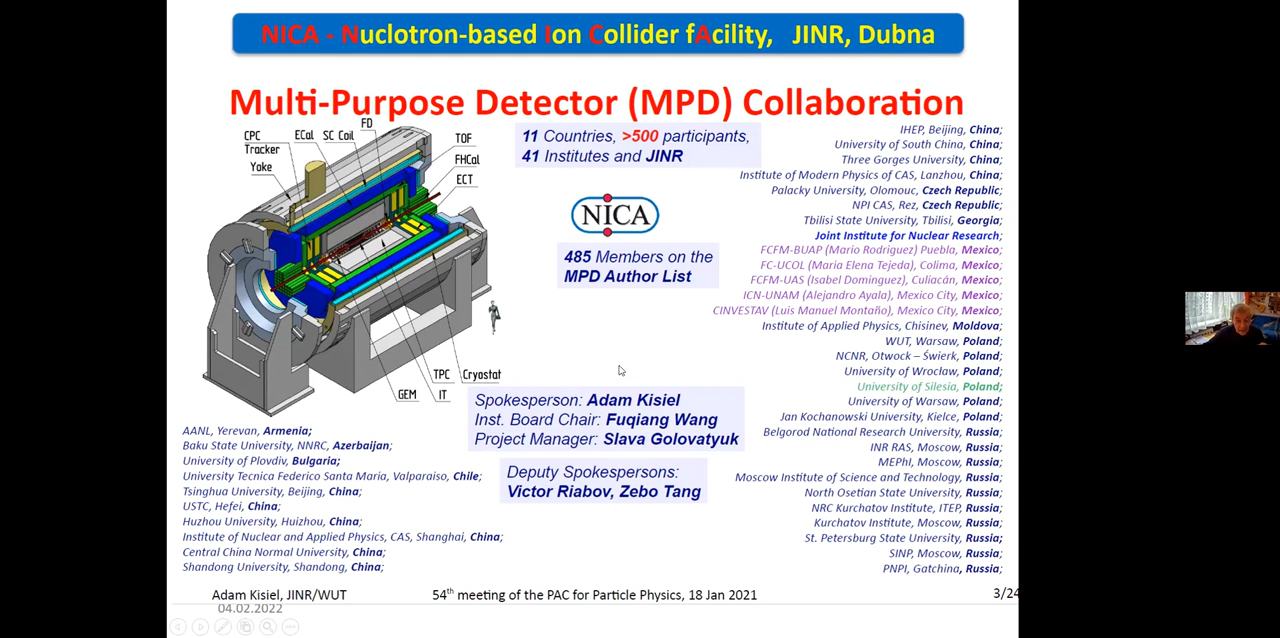 NICA - Nuclotron-based Ion Collider fAcility, JINR, Dubna
Multi-Purpose Detector (MPD) Collaboration
CPC
Tracker
Yoke
ECal
SC Coil
FD
TOF
FHCal
ECT
TPC
Cryostat
GEM
IT
11 Countries, >500 participants,
41 Institutes and JINR
NICA
485 Members on the
MPD Author List
Spokesperson: Adam Kisiel
Inst. Board Chair: Fuqiang Wang
Project Manager: Slava Golovatyuk
Deputy Spokespersons:
Victor Riabov, Zebo Tang
AANL, Yerevan, Armenia;
Baku State University, NNRC, Azerbaijan;
University of Plovdiv, Bulgaria;
University Tecnica Federico Santa Maria, Valparaiso, Chile;
Tsinghua University, Beijing, China;
USTC, Hefei, China;
Huzhou University, Huizhou, China;
Institute of Nuclear and Applied Physics, CAS, Shanghai, China;
Central China Normal University, China;
Shandong University, Shandong, China;
IHEP, Beijing, China;
University of South China, China;
Three Gorges University, China;
Institute of Modern Physics of CAS, Lanzhou, China;
Palacky University, Olomouc, Czech Republic;
NPI CAS, Rez, Czech Republic;
Tbilisi State University, Tbilisi, Georgia;
Joint Institute for Nuclear Research;
FCFM-BUAP (Mario Rodriguez) Puebla, Mexico;
FC-UCOL (Maria Elena Tejeda), Colima, Mexico;
FCFM-UAS (Isabel Dominguez), Culiacán, Mexico;
ICN-UNAM (Alejandro Ayala), Mexico City, Mexico;
CINVESTAV (Luis Manuel Montaño), Mexico City, Mexico;
Institute of Applied Physics, Chisinev, Moldova;
WUT, Warsaw, Poland;
NCNR, Otwock – Świerk, Poland;
University of Wrocław, Poland;
University of Silesia, Poland;
University of Warsaw, Poland;
Jan Kochanowski University, Kielce, Poland;
Belgorod National Research University, Russia;
INR RAS, Moscow, Russia;
MEPhI, Moscow, Russia;
Moscow Institute of Science and Technology, Russia;
North Osetian State University, Russia;
NRC Kurchatov Institute, ITEP, Russia;
Kurchatov Institute, Moscow, Russia;
St. Petersburg State University, Russia;
SINP, Moscow, Russia;
PNPI, Gatchina, Russia;
Adam Kisiel, JINR/WUT
54th meeting of the PAC for Particle Physics, 18 Jan 2021
3/24
04.02.2022